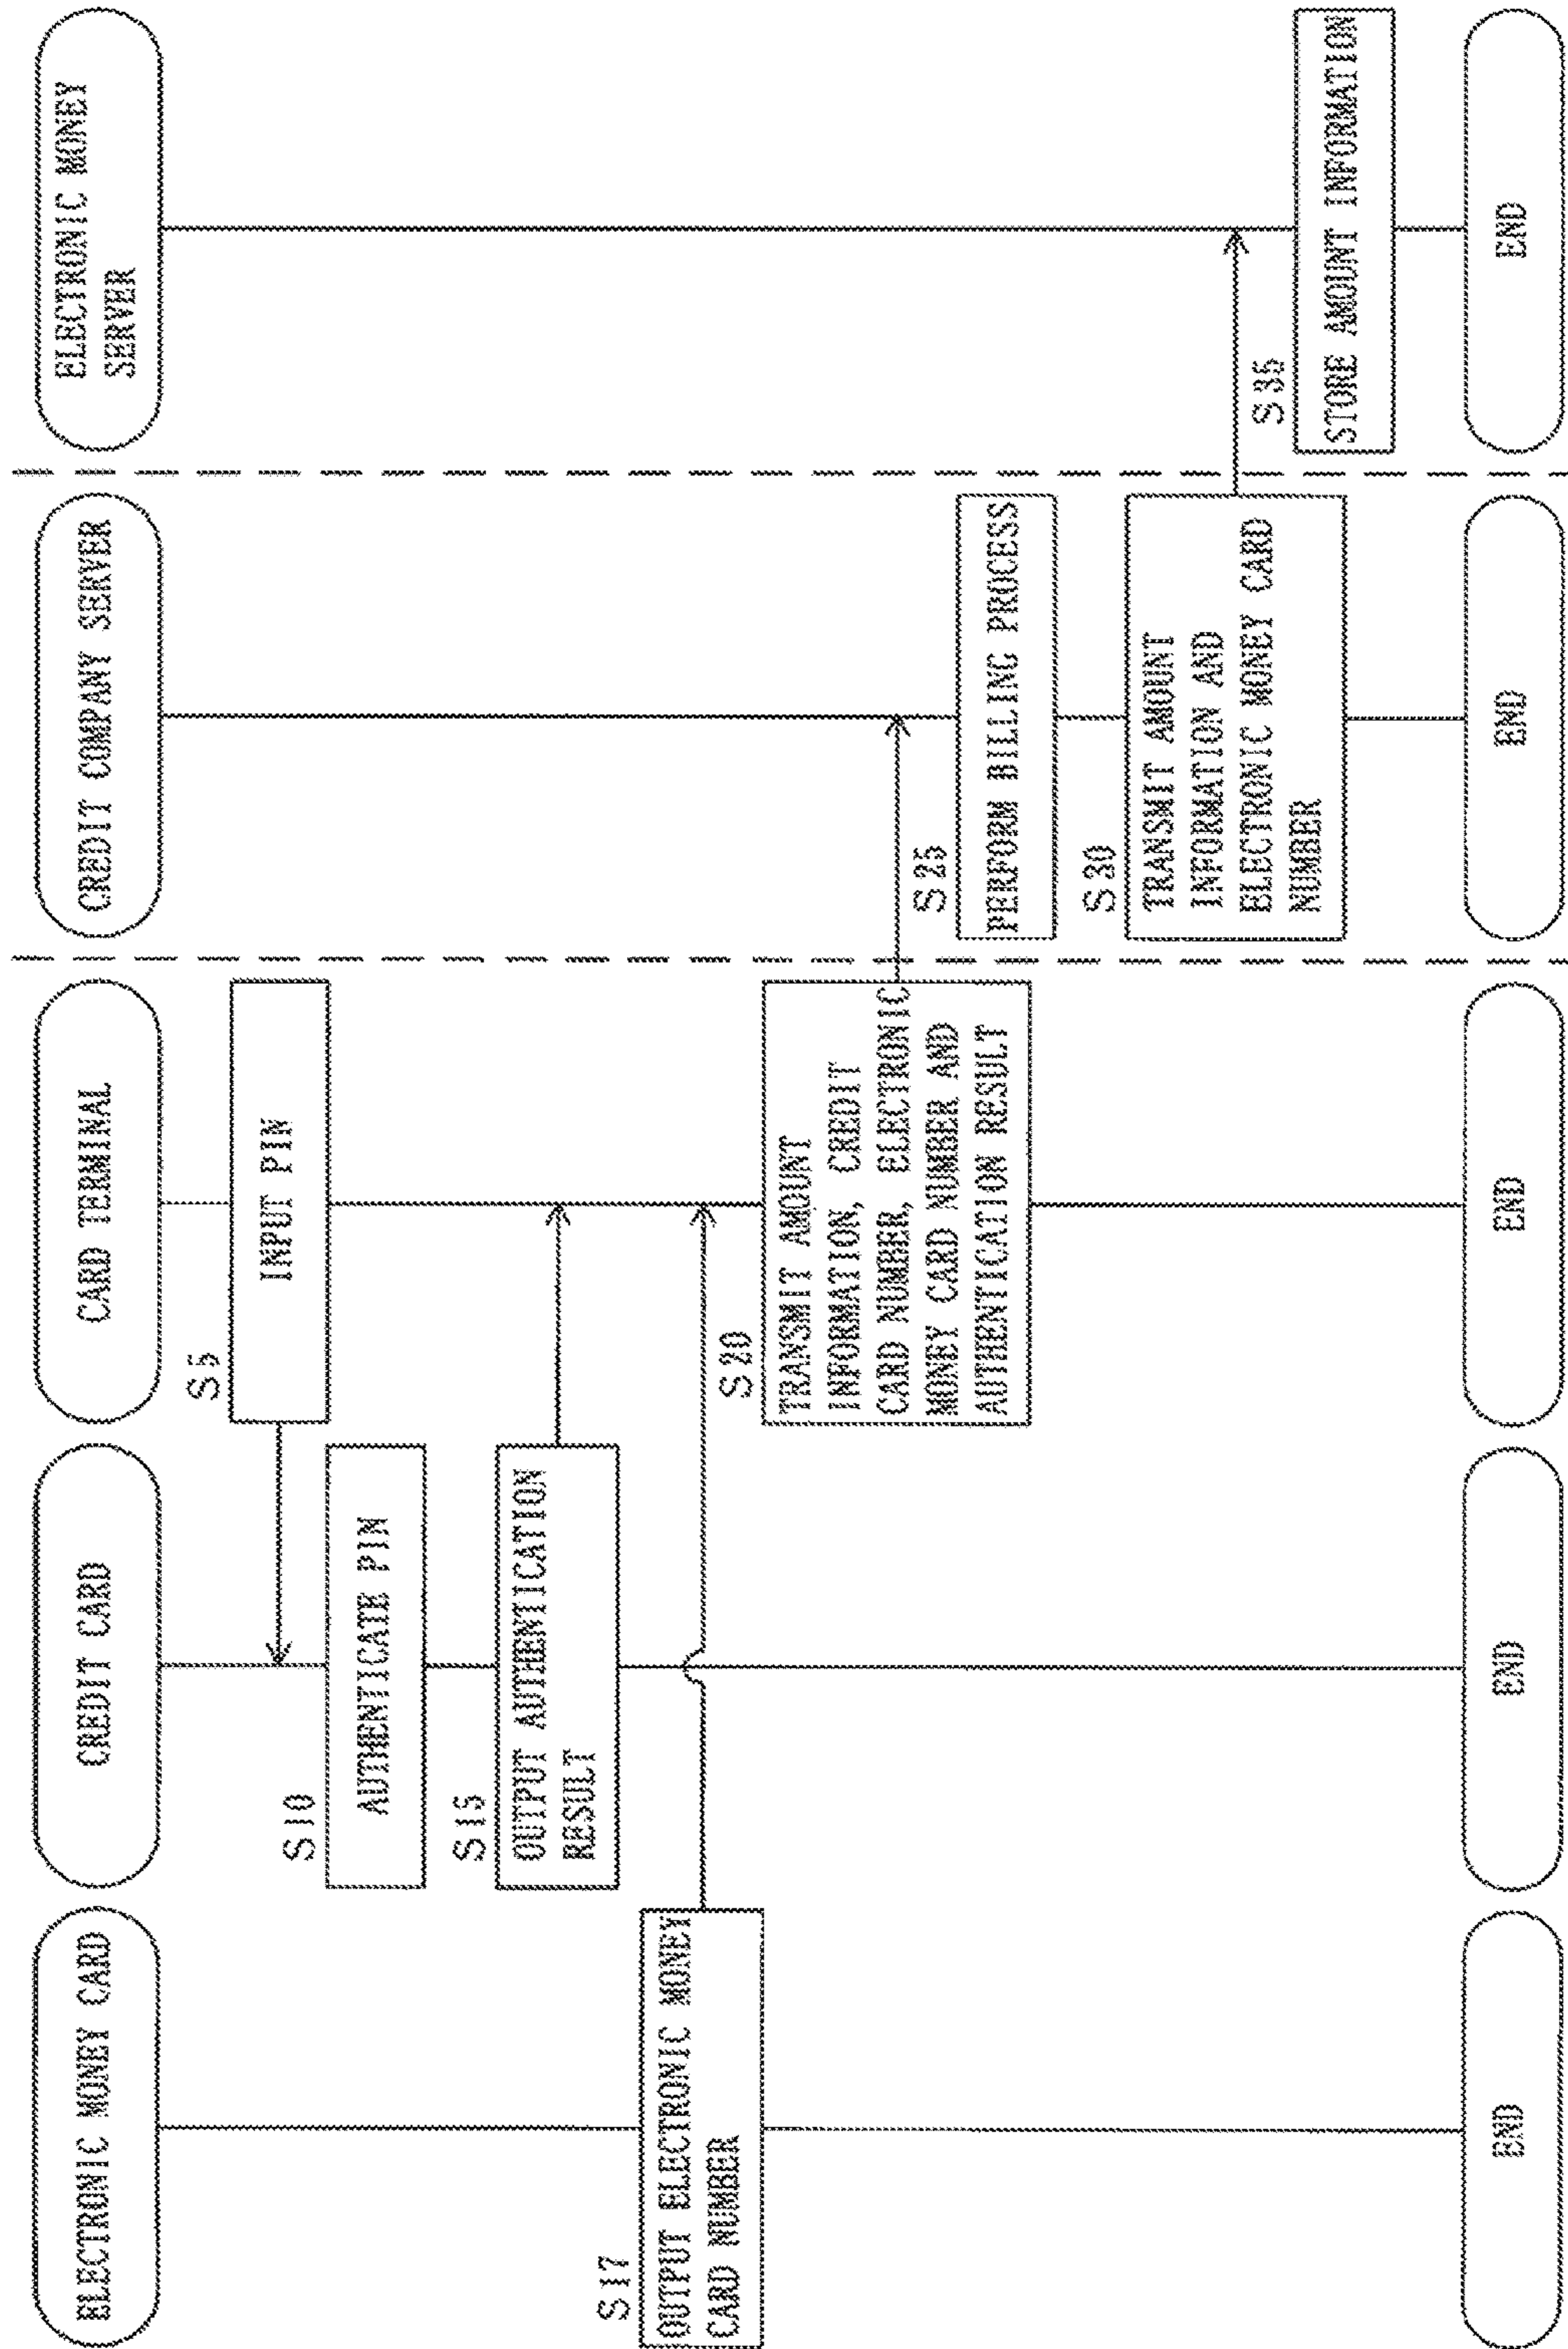 ELECTRONIC MONEY CARD
CREDIT CARD
CARD TERMINAL
CREDIT COMPANY SERVER
ELECTRONIC MONEY
SERVER
S5
INPUT PIN
S10
AUTHENTICATE PIN
S15
OUTPUT AUTHENTICATION
RESULT
S17
OUTPUT ELECTRONIC MONEY
CARD NUMBER
S20
TRANSMIT AMOUNT
INFORMATION, CREDIT
CARD NUMBER, ELECTRONIC
MONEY CARD NUMBER AND
AUTHENTICATION RESULT
S25
PERFORM BILLING PROCESS
S30
TRANSMIT AMOUNT
INFORMATION AND
ELECTRONIC MONEY CARD
NUMBER
S35
STORE AMOUNT INFORMATION
END
END
END
END
END